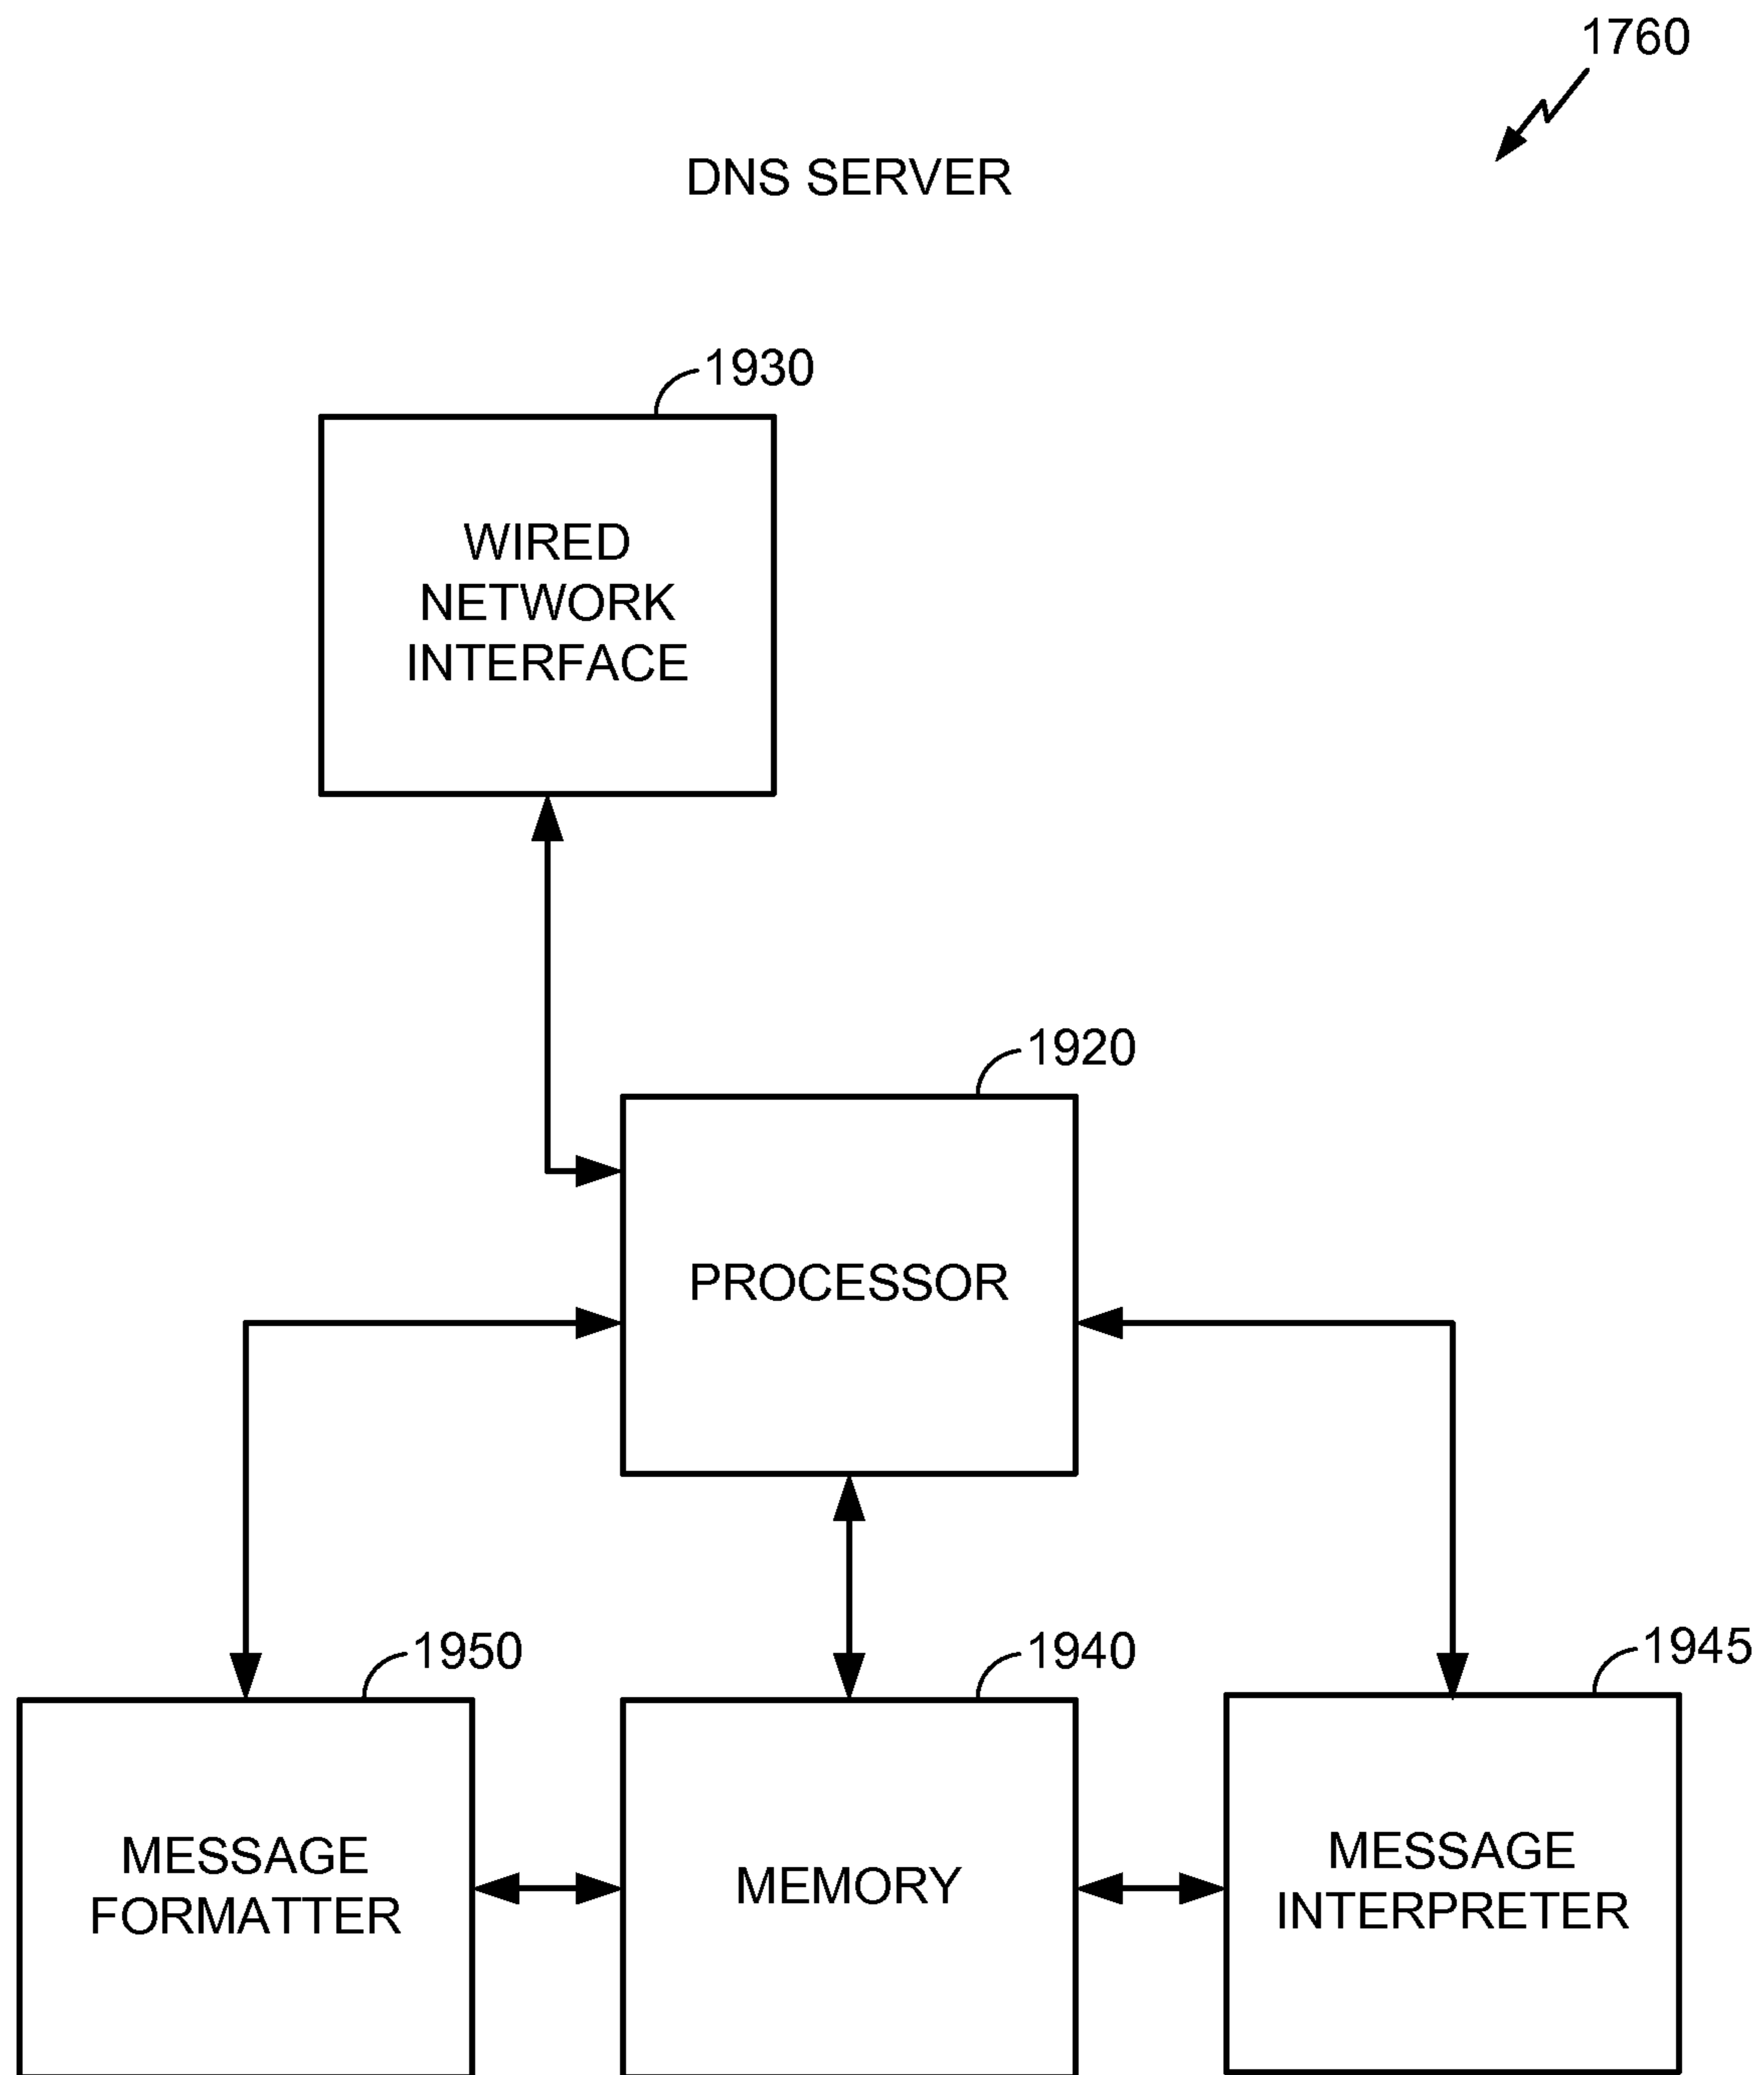 1760
DNS SERVER
1930
WIRED
NETWORK
INTERFACE
1920
PROCESSOR
1950
1940
1945
MESSAGE
FORMATTER
MEMORY
MESSAGE
INTERPRETER